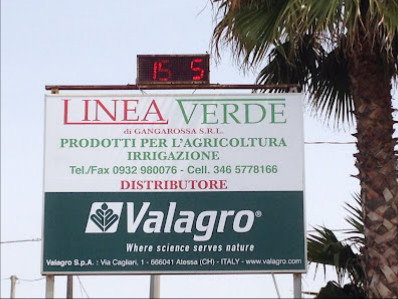 15 5
LINEA VERDE
di GANGAROSSA S.R.L.
PRODOTTI PER L'AGRICOLTURA
IRRIGAZIONE
Tel./Fax 0932 980076 - Cell. 346 5778166
DISTRIBUTORE
Valagro®
Where science serves nature
Valagro S.p.A. : Via Cagliari, 1 - 666041 Atessa (CH) - ITALY - www.valagro.com